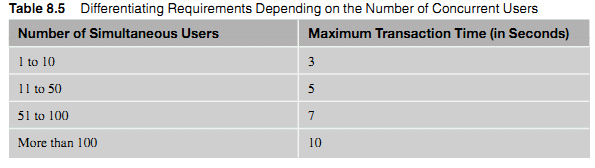 Table 8.5 Differentiating Requirements Depending on the Number of Concurrent Users
Number of Simultaneous Users Maximum Transaction Time (in Seconds)
1 to 10 3
11 to 50 5
51 to 100 7
More than 100 10